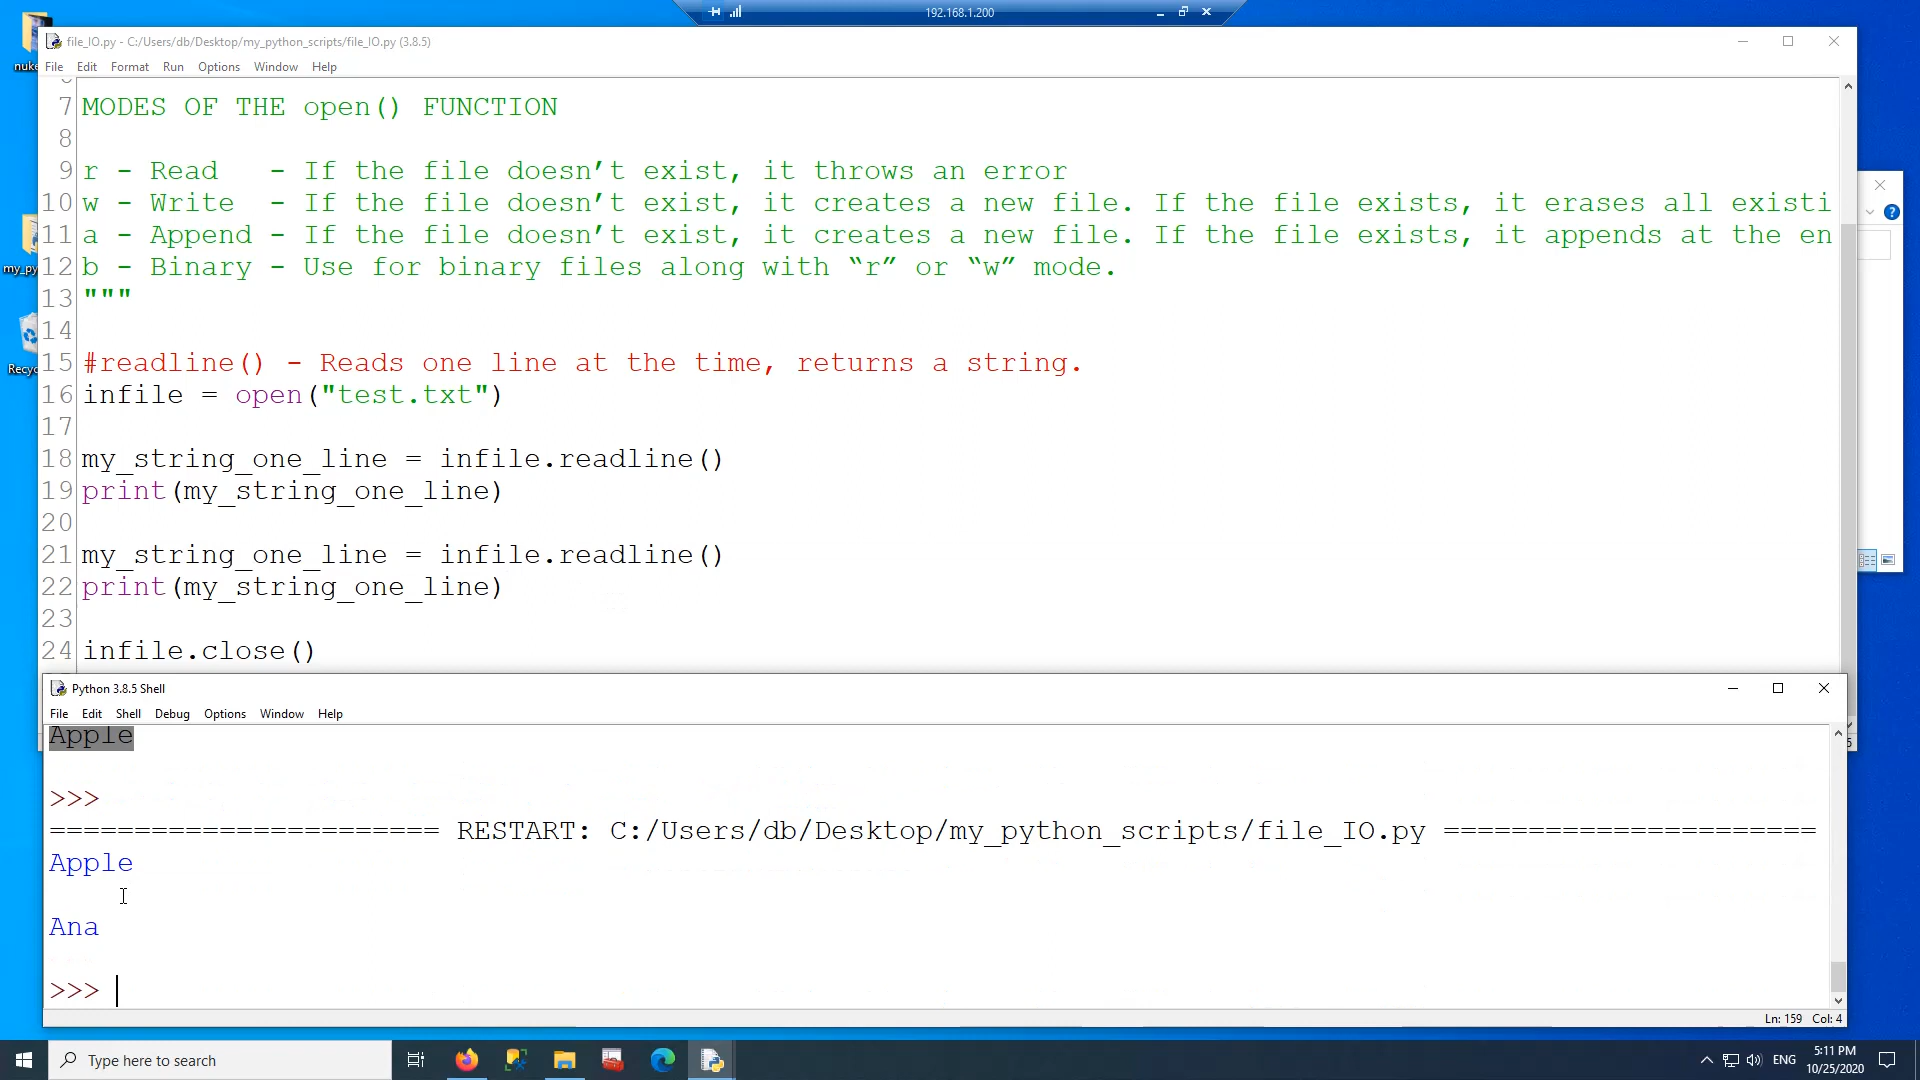 192.168.1.200
nuke
file_IO.py - C:/Users/db/Desktop/my_python_scripts/file_IO.py (3.8.5)
File Edit Format Run Options Window Help
7 MODES OF THE open() FUNCTION
8
9 r - Read   - If the file doesn’t exist, it throws an error
10 w - Write  - If the file doesn’t exist, it creates a new file. If the file exists, it erases all existi
11 a - Append - If the file doesn’t exist, it creates a new file. If the file exists, it appends at the en
12 b - Binary - Use for binary files along with “r” or “w” mode.
13 """
14
15 #readline() - Reads one line at the time, returns a string.
16 infile = open("test.txt")
17
18 my_string_one_line = infile.readline()
19 print(my_string_one_line)
20
21 my_string_one_line = infile.readline()
22 print(my_string_one_line)
23
24 infile.close()
my_py
Recyc
Python 3.8.5 Shell
File Edit Shell Debug Options Window Help
Apple
>>>
======================= RESTART: C:/Users/db/Desktop/my_python_scripts/file_IO.py ======================
Apple
Ana
>>>
Ln: 159 Col: 4
Type here to search
ENG
5:11 PM
10/25/2020